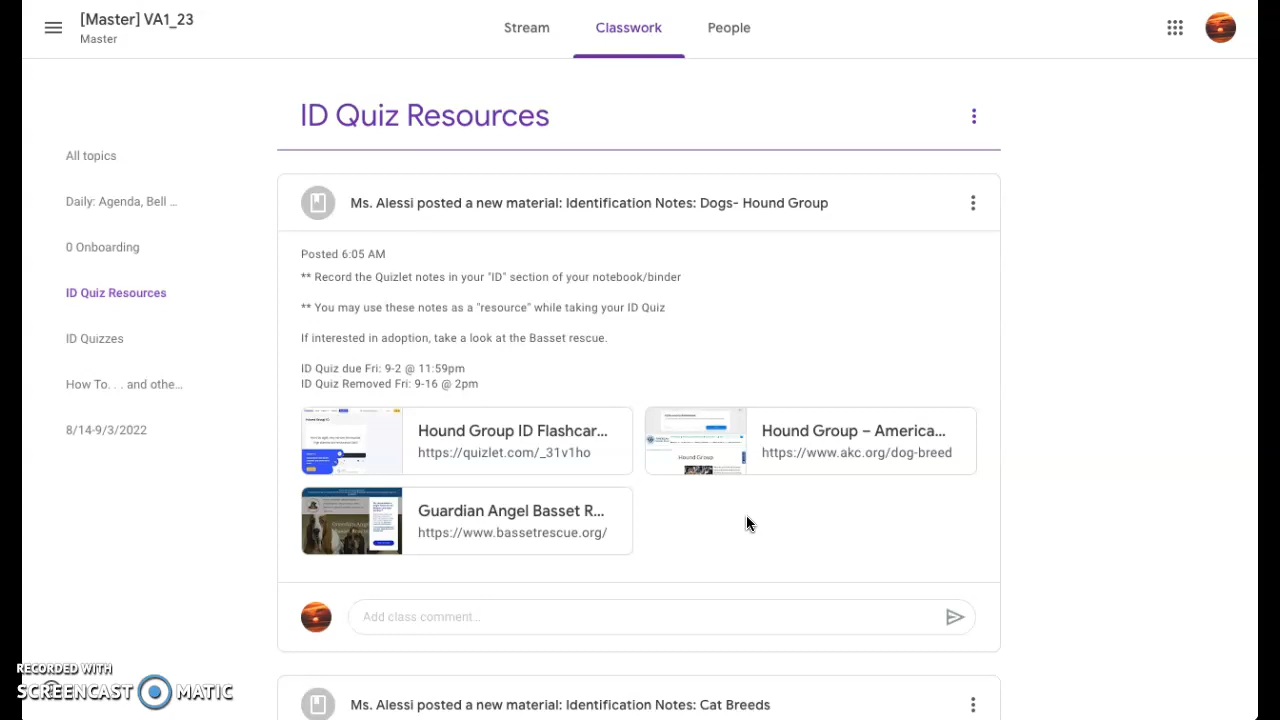 [Master] VA1_23
Master
Stream
Classwork
People
ID Quiz Resources
All topics
Daily: Agenda, Bell ...
0 Onboarding
ID Quiz Resources
ID Quizzes
How To. . . and othe...
8/14-9/3/2022
Ms. Alessi posted a new material: Identification Notes: Dogs- Hound Group
Posted 6:05 AM
** Record the Quizlet notes in your "ID" section of your notebook/binder
** You may use these notes as a "resource" while taking your ID Quiz
If interested in adoption, take a look at the Basset rescue.
ID Quiz due Fri: 9-2 @ 11:59pm
ID Quiz Removed Fri: 9-16 @ 2pm
Hound Group ID Flashcar...
https://quizlet.com/_31v1ho
Hound Group
Hound Group – America...
https://www.akc.org/dog-breed
Guardian Angel Basset R...
https://www.bassetrescue.org/
Add class comment...
Ms. Alessi posted a new material: Identification Notes: Cat Breeds
RECORDED WITH
SCREENCAST MATIC